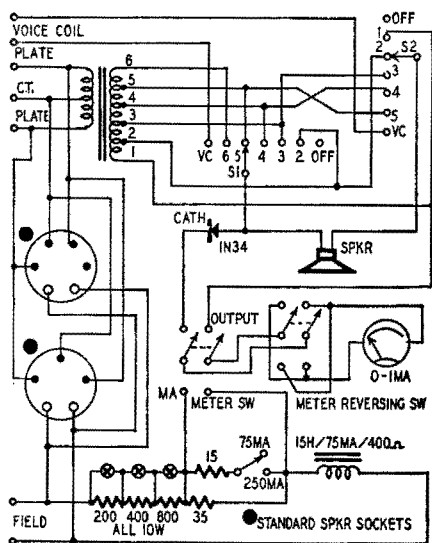 OFF
VOICE COIL
1
2 S2
PLATE
3
6
5
4
C.T.
4
3
5
PLATE
2
VC
1
VC 6 5 4 3 2 OFF
S1
CATH
1N34
SPKR
OUTPUT
0-1MA
MA METER SW METER REVERSING SW
15H/75MA/400Ω
75MA
15
250MA
200 400 800 35
FIELD
ALL 10W
STANDARD SPKR SOCKETS